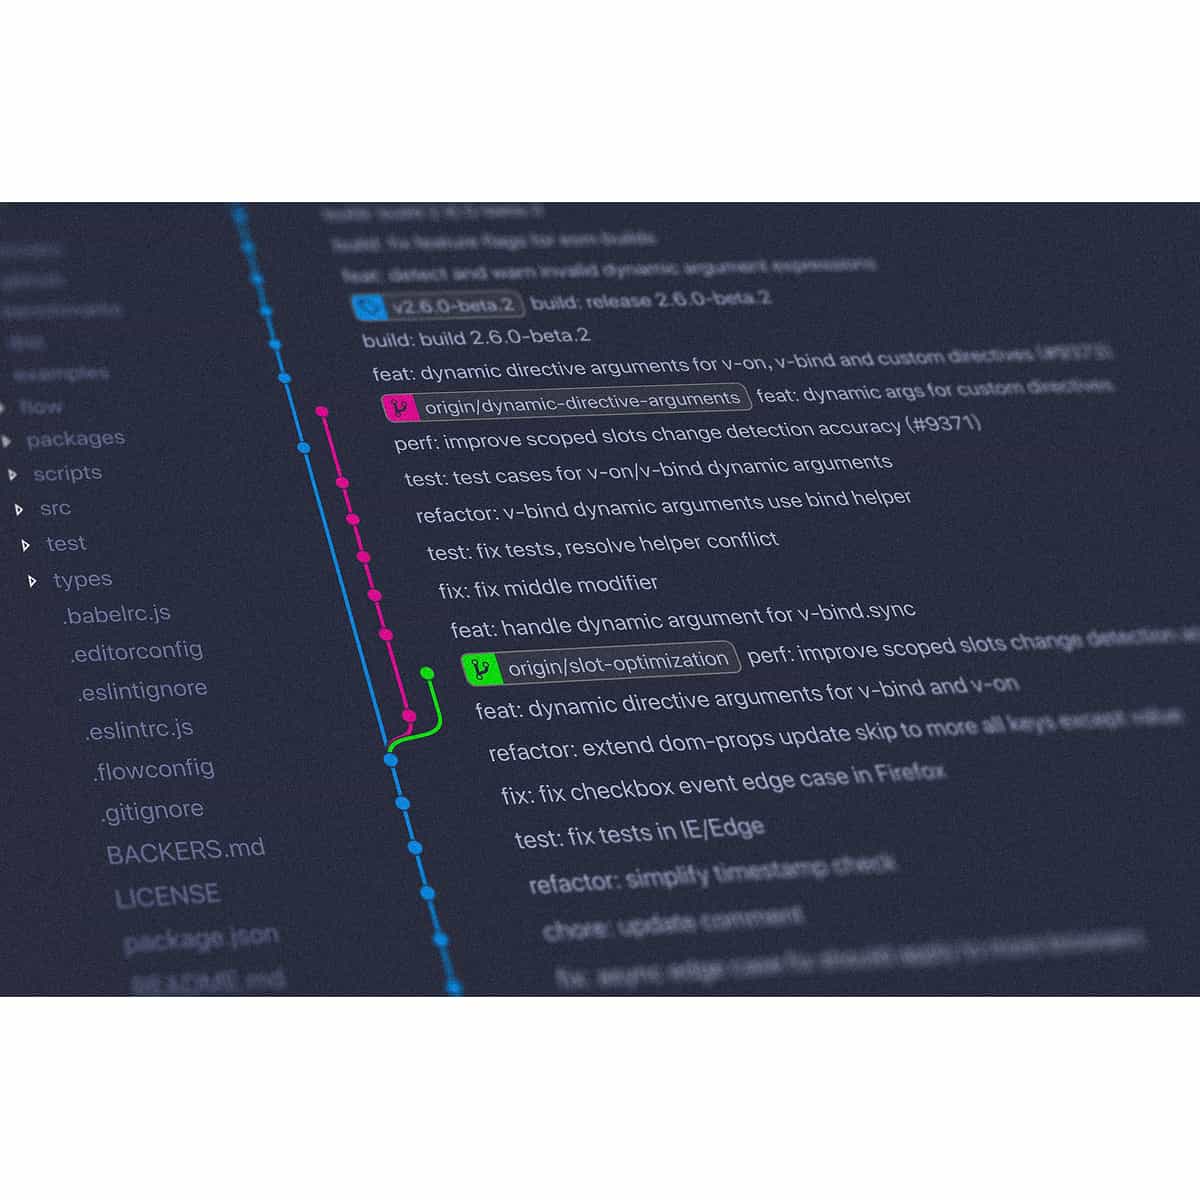 examples
flow
packages
scripts
src
test
types
.babelrc.js
.editorconfig
.eslintignore
.eslintrc.js
.flowconfig
.gitignore
BACKERS.md
LICENSE
package.json
README.md
build: fix feature flags for esm builds
feat: detect and warn invalid dynamic argument expressions
v2.6.0-beta.2 build: release 2.6.0-beta.2
build: build 2.6.0-beta.2
feat: dynamic directive arguments for v-on, v-bind and custom directives (#9373)
origin/dynamic-directive-arguments feat: dynamic args for custom directives
perf: improve scoped slots change detection accuracy (#9371)
test: test cases for v-on/v-bind dynamic arguments
refactor: v-bind dynamic arguments use bind helper
test: fix tests, resolve helper conflict
fix: fix middle modifier
feat: handle dynamic argument for v-bind.sync
origin/slot-optimization perf: improve scoped slots change detection
feat: dynamic directive arguments for v-bind and v-on
refactor: extend dom-props update skip to more all keys except value
fix: fix checkbox event edge case in Firefox
test: fix tests in IE/Edge
refactor: simplify timestamp check
chore: update comment
fix: async edge case fix should apply to more browsers